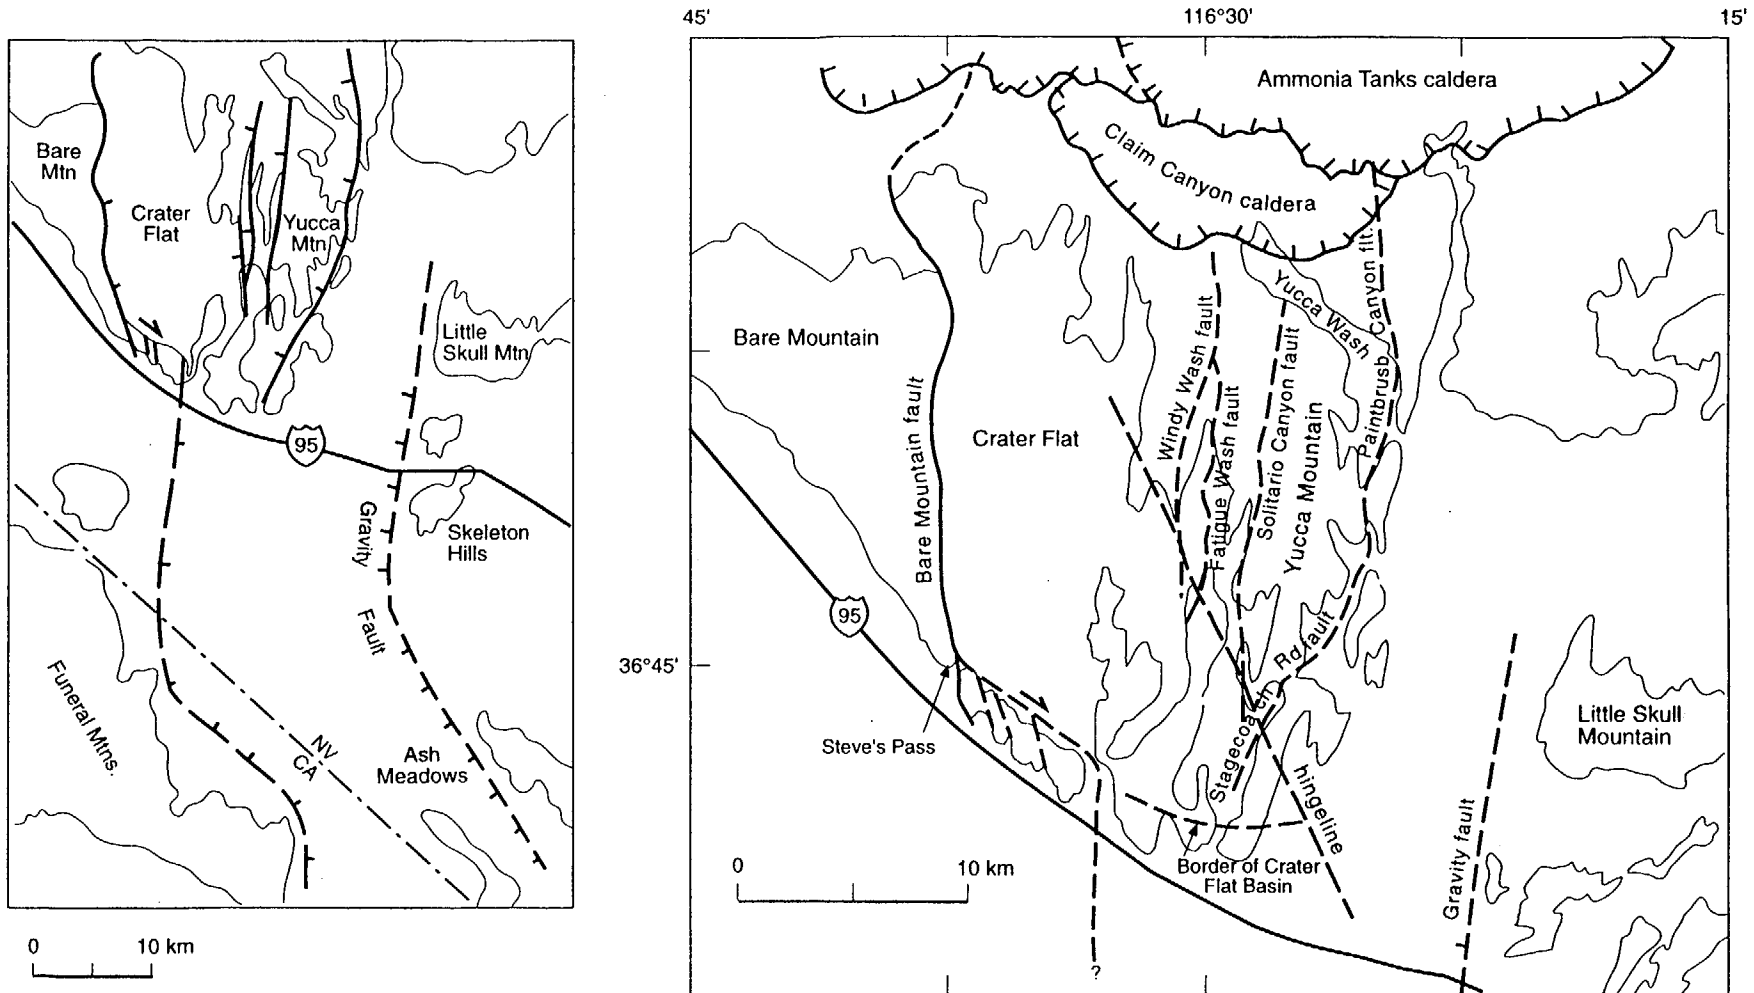 Bare
Mtn
Crater
Flat
Yucca
Mtn.
Little
Skull Mtn
95
Gravity
Fault
Skeleton
Hills
Funeral Mtns.
NV
CA
Ash
Meadows
0 10 km
45' 116°30' 15'
Ammonia Tanks caldera
Claim Canyon caldera
Yucca Wash
Paintbrusb Canyon flt.
Bare Mountain
Bare Mountain fault
Crater Flat
Windy Wash fault
Fatigue Wash fault
Solitario Canyon fault
Yucca Mountain
95
36°45'
Stagecoach Rd fault
Steve's Pass
Little Skull
Mountain
hingeline
Gravity fault
0 10 km
Border of Crater
Flat Basin
?